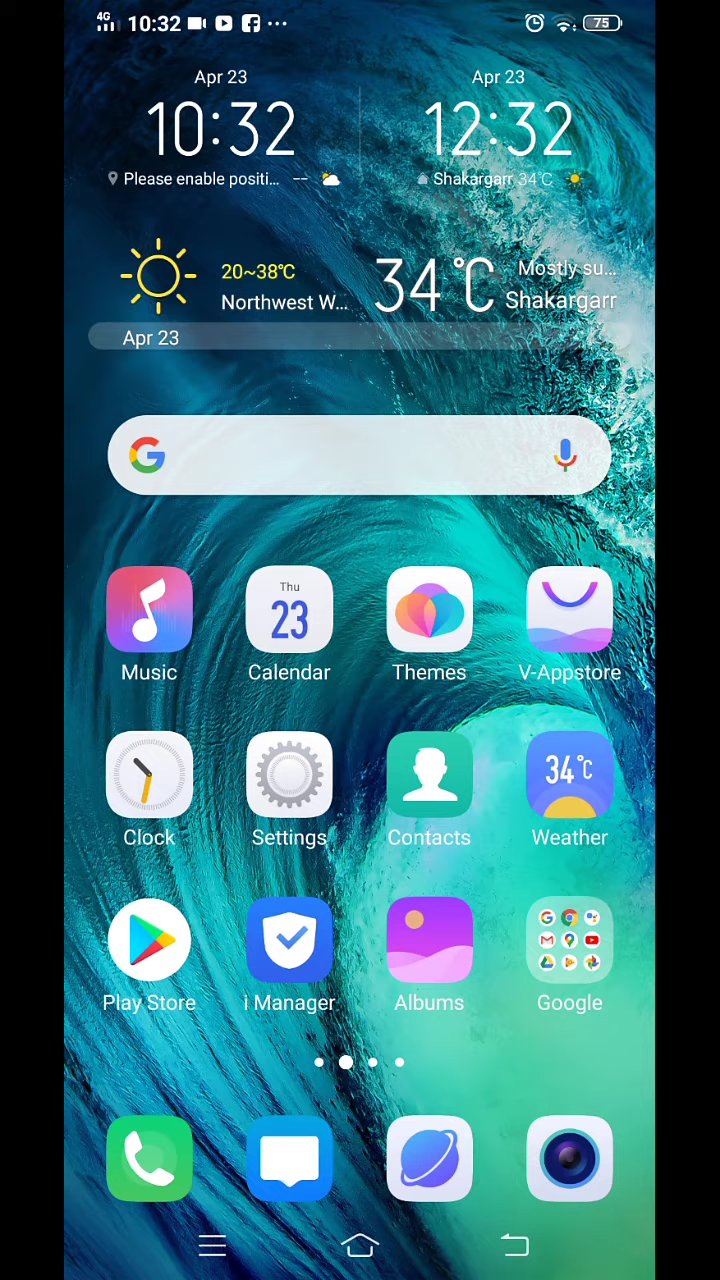 4G 10:32 75
Apr 23 Apr 23
10:32 12:32
Please enable positi... -- Shakargarr 34°C
20~38°C 34°C Mostly su...
Northwest W... Shakargarr
Apr 23
Thu
23
Music Calendar Themes V-Appstore
34°C
Clock Settings Contacts Weather
Play Store i Manager Albums Google